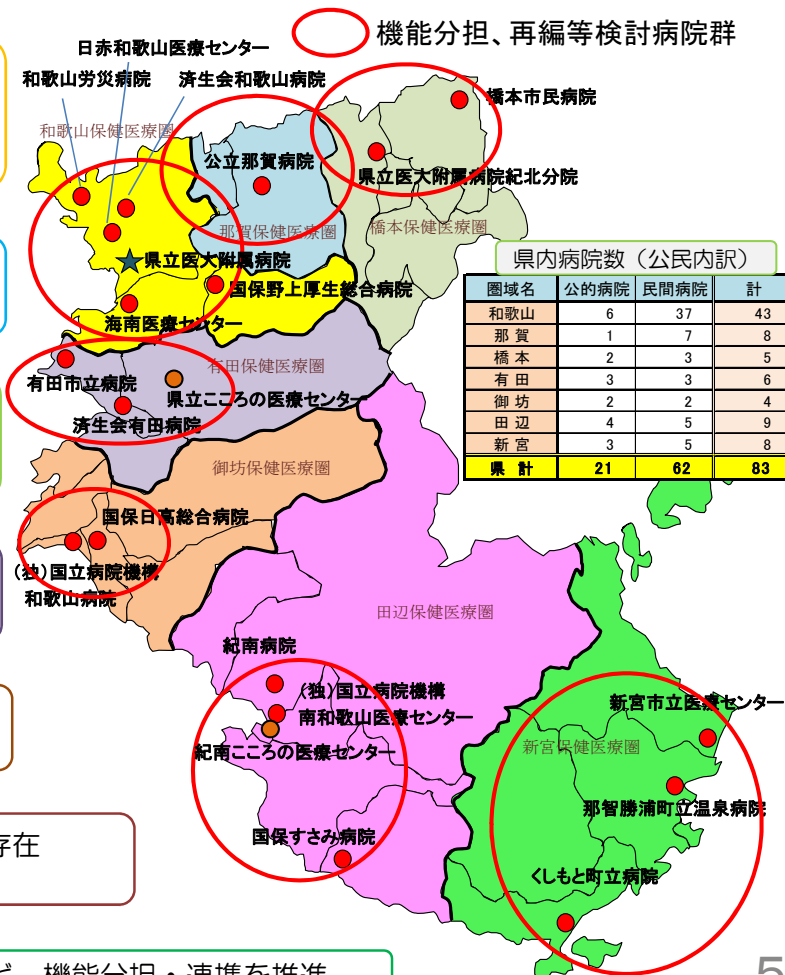 機能分担、再編等検討病院群
日赤和歌山医療センター
和歌山労災病院
済生会和歌山病院
和歌山保健医療圏
橋本市民病院
公立那賀病院
県立医大附属病院紀北分院
那賀保健医療圏
橋本保健医療圏
県立医大附属病院
国保野上厚生総合病院
海南医療センター
県内病院数（公民内訳）
圏域名 公的病院 民間病院 計
和歌山 6 37 43
那賀 1 7 8
橋本 2 3 5
有田 3 3 6
御坊 2 2 4
田辺 4 5 9
新宮 3 5 8
県計 21 62 83
有田保健医療圏
有田市立病院
県立こころの医療センター
済生会有田病院
御坊保健医療圏
国保日高総合病院
(独)国立病院機構
和歌山病院
田辺保健医療圏
紀南病院
(独)国立病院機構
南和歌山医療センター
紀南こころの医療センター
国保すさみ病院
新宮市立医療センター
新宮保健医療圏
那智勝浦町立温泉病院
くしもと町立病院
存在
機能分担・連携を推進
5